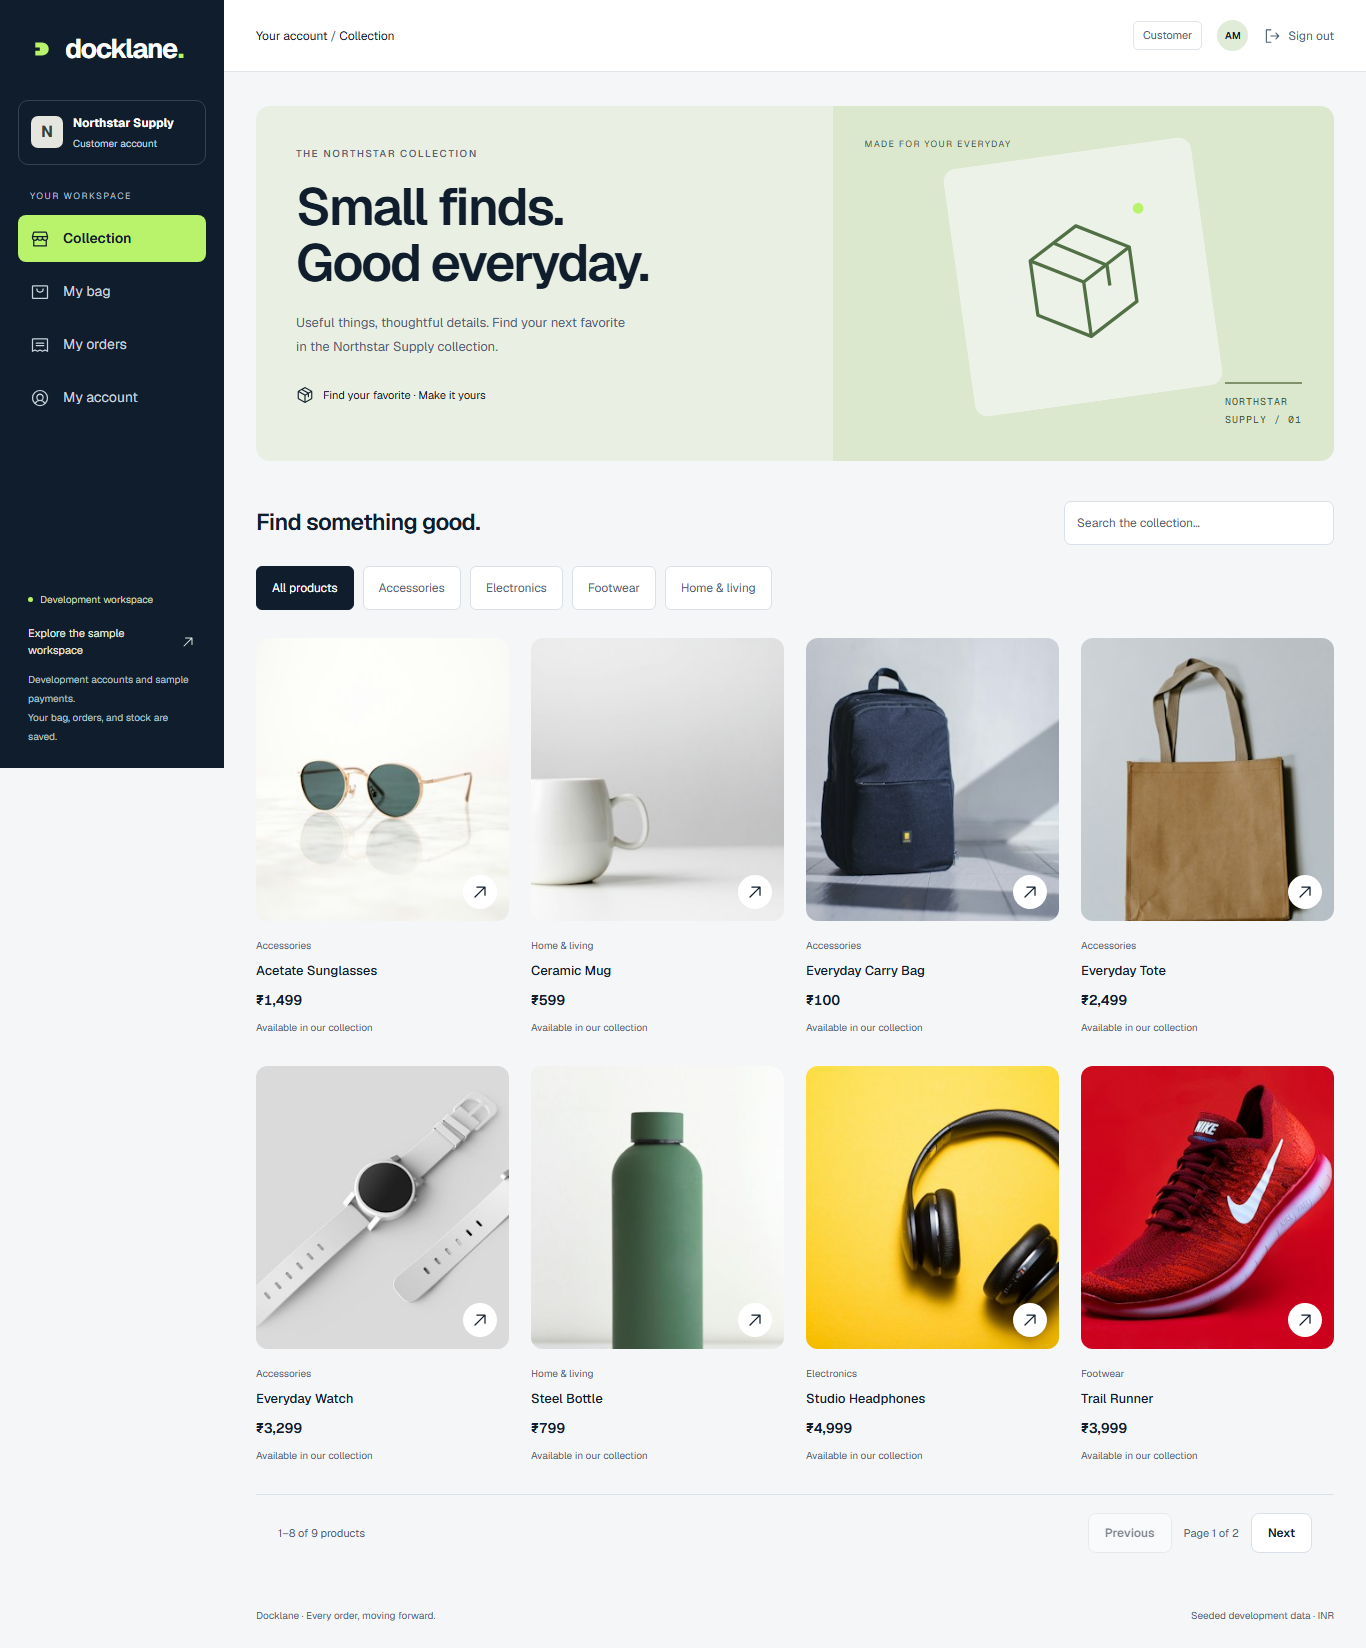 docklane.
N
Northstar Supply
Customer account
YOUR WORKSPACE
Collection
My bag
My orders
My account
Development workspace
Explore the sample
workspace
Development accounts and sample
payments.
Your bag, orders, and stock are
saved.
Your account / Collection
Customer
AM
Sign out
THE NORTHSTAR COLLECTION
Small finds.
Good everyday.
Useful things, thoughtful details. Find your next favorite
in the Northstar Supply collection.
Find your favorite · Make it yours
MADE FOR YOUR EVERYDAY
NORTHSTAR
SUPPLY / 01
Find something good.
Search the collection...
All products
Accessories
Electronics
Footwear
Home & living
Accessories
Acetate Sunglasses
₹1,499
Available in our collection
Home & living
Ceramic Mug
₹599
Available in our collection
Accessories
Everyday Carry Bag
₹100
Available in our collection
Accessories
Everyday Tote
₹2,499
Available in our collection
Accessories
Everyday Watch
₹3,299
Available in our collection
Home & living
Steel Bottle
₹799
Available in our collection
Electronics
Studio Headphones
₹4,999
Available in our collection
NIKE
Footwear
Trail Runner
₹3,999
Available in our collection
1–8 of 9 products
Previous
Page 1 of 2
Next
Docklane · Every order, moving forward.
Seeded development data · INR